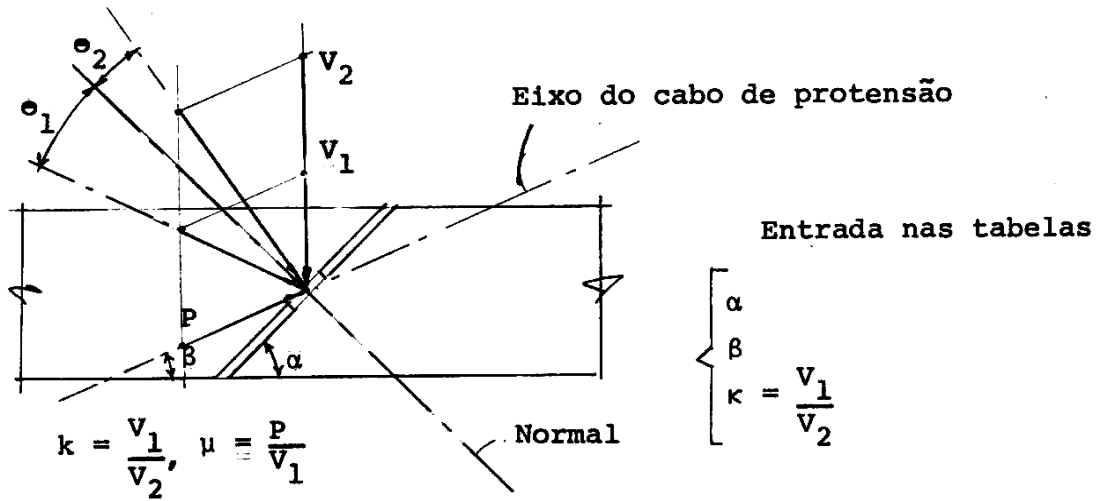 θ2
V2
θ1
Eixo do cabo de protensão
V1
Entrada nas tabelas
P
β
α
α
β
κ = V1/V2
k = V1/V2, μ = P/V1
Normal